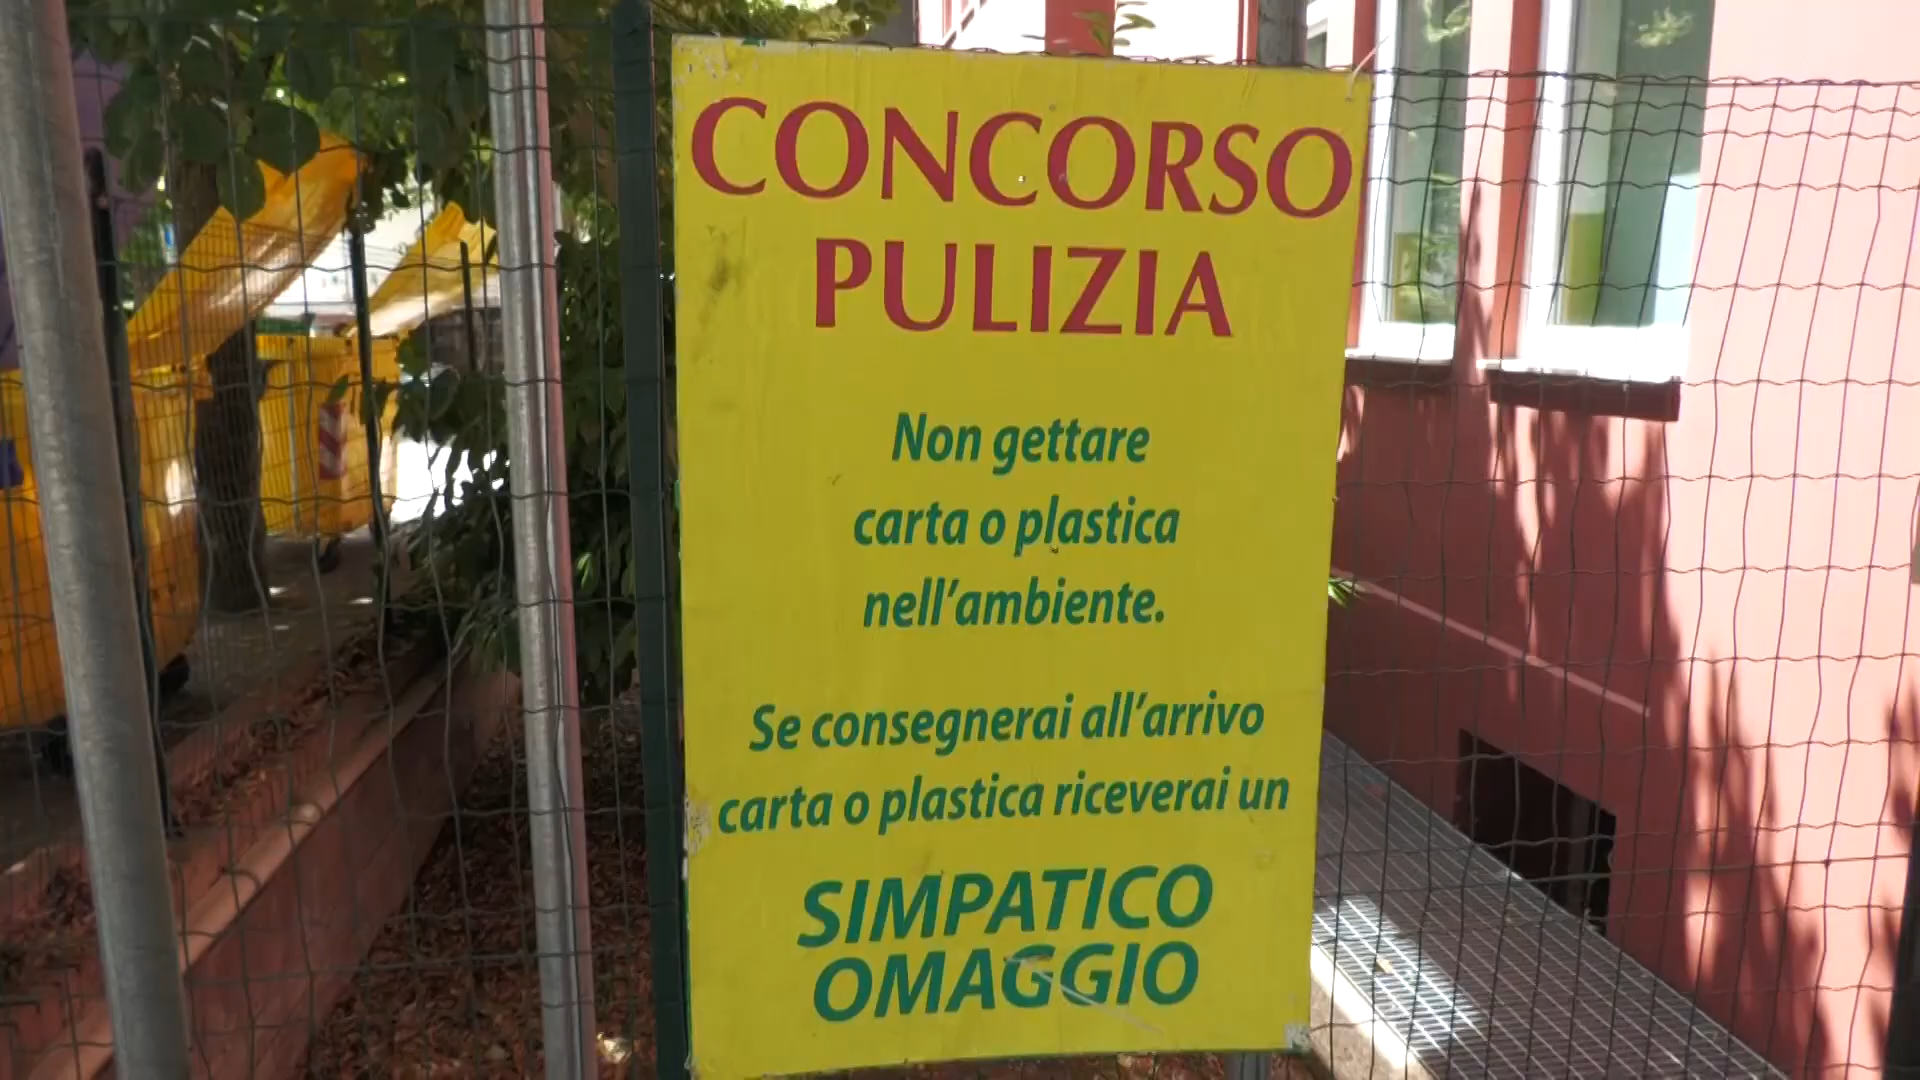 CONCORSO
PULIZIA
Non gettare
carta o plastica
nell'ambiente.
Se consegnerai all'arrivo
carta o plastica riceverai un
SIMPATICO
OMAGGIO